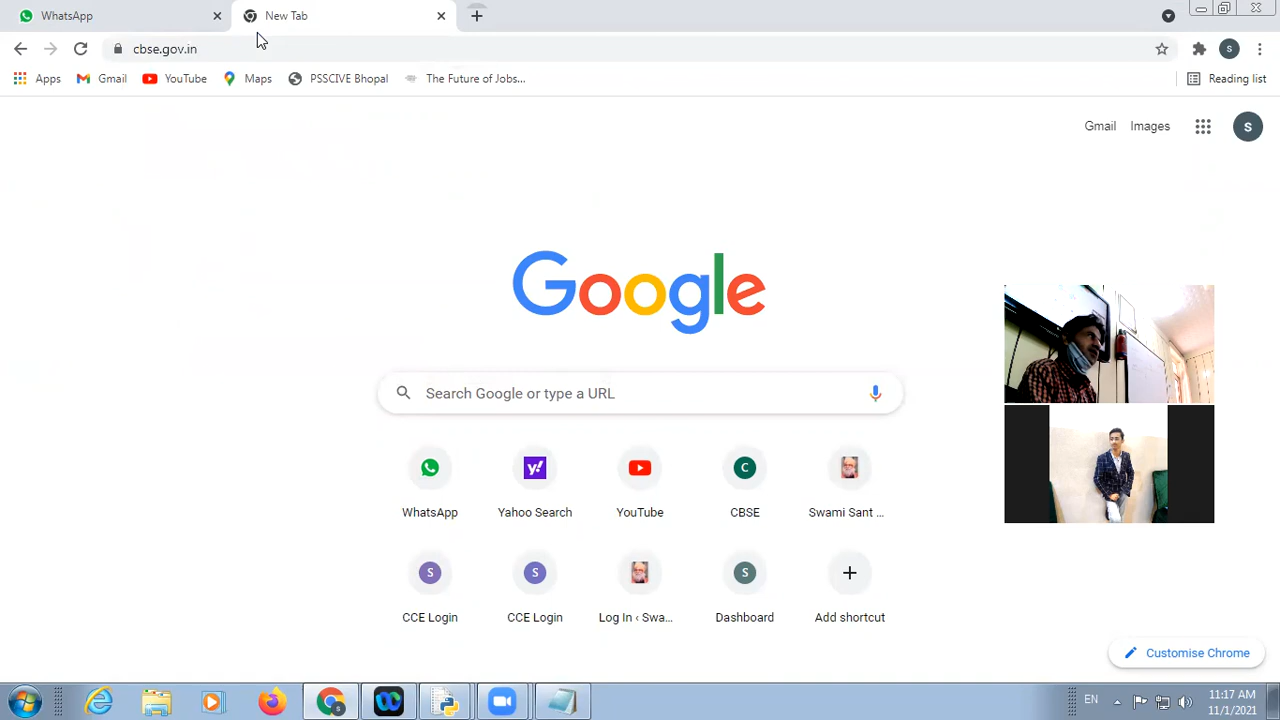 WhatsApp
New Tab
cbse.gov.in
S
Apps
Gmail
YouTube
Maps
PSSCIVE Bhopal
The Future of Jobs...
Reading list
Gmail
Images
S
Google
Search Google or type a URL
y!
C
WhatsApp
Yahoo Search
YouTube
CBSE
Swami Sant ...
S
S
S
CCE Login
CCE Login
Log In ‹ Swa...
Dashboard
Add shortcut
Customise Chrome
EN
11:17 AM
11/1/2021